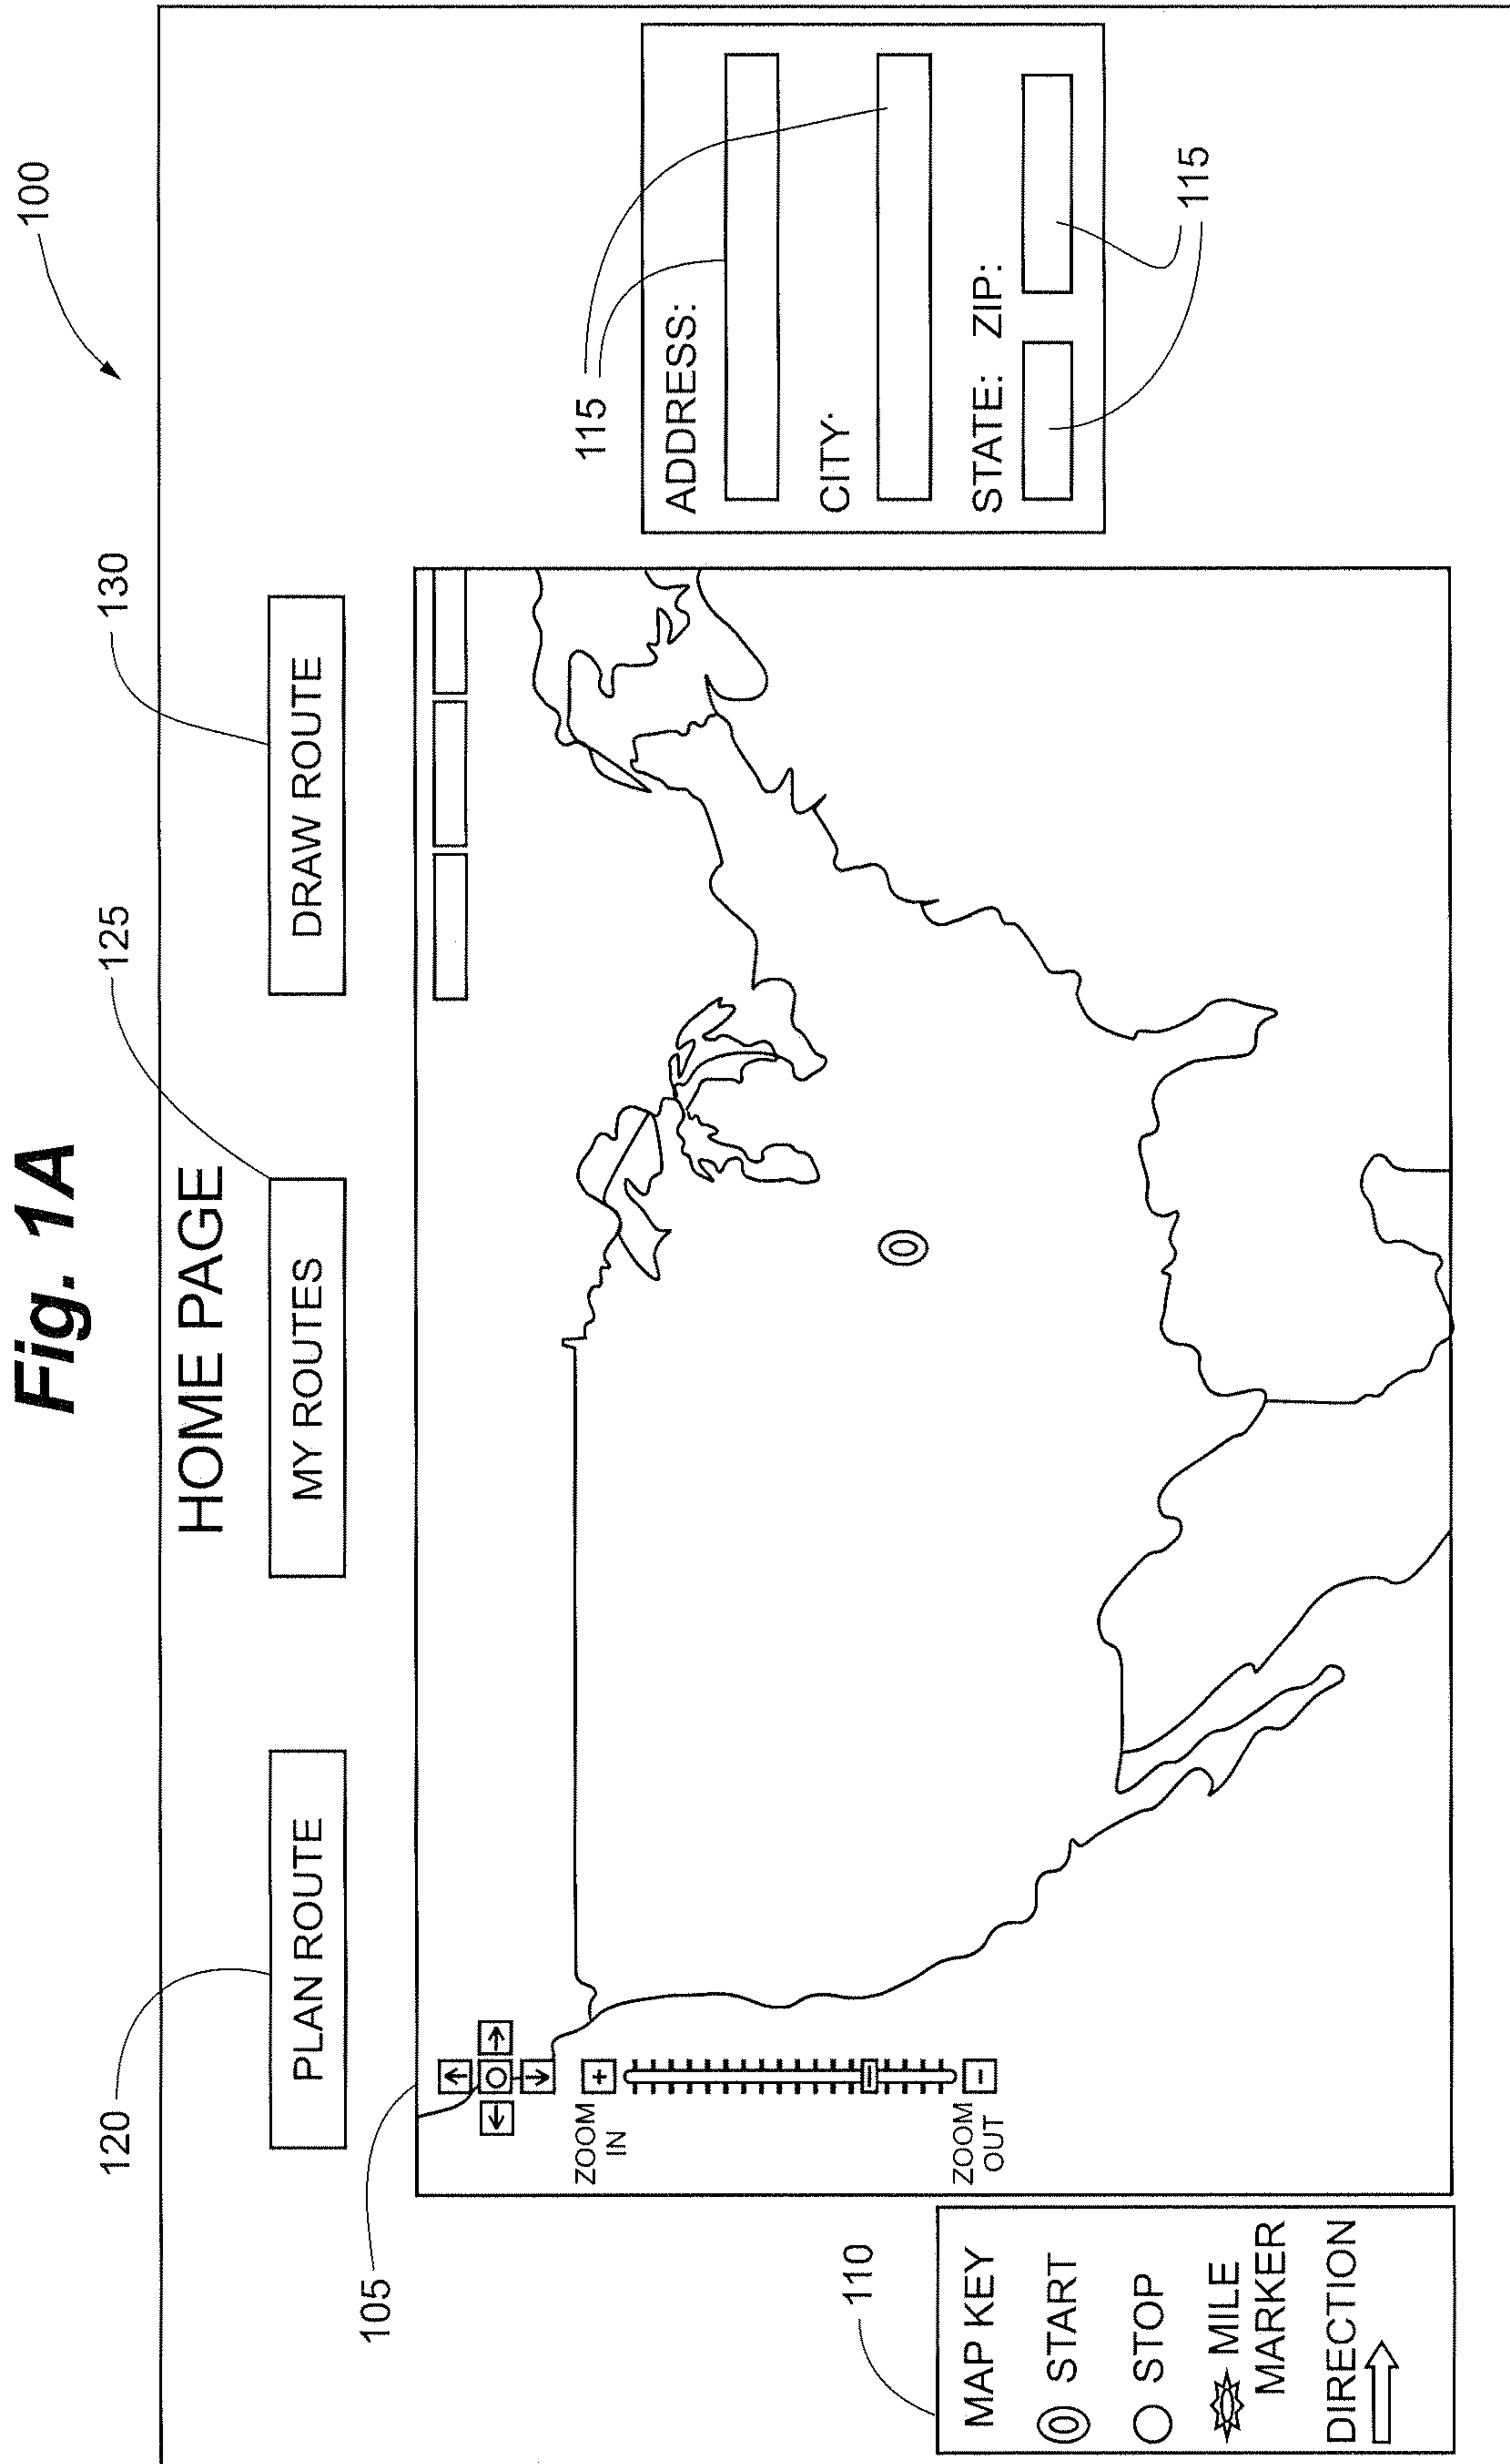 Fig. 1A
100
HOME PAGE
120
125
130
PLAN ROUTE
MY ROUTES
DRAW ROUTE
105
ZOOM
IN
+
-
ZOOM
OUT
115
ADDRESS:
CITY:
STATE: ZIP:
115
110
MAP KEY
START
STOP
MILE
MARKER
DIRECTION